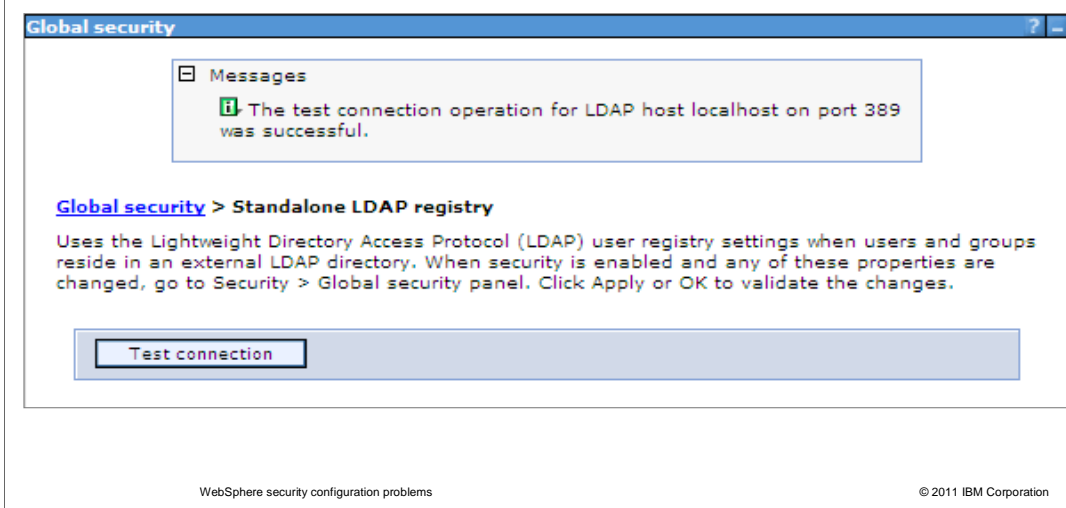 Global security ? –
Messages
The test connection operation for LDAP host localhost on port 389
was successful.
Global security > Standalone LDAP registry
Uses the Lightweight Directory Access Protocol (LDAP) user registry settings when users and groups
reside in an external LDAP directory. When security is enabled and any of these properties are
changed, go to Security > Global security panel. Click Apply or OK to validate the changes.
Test connection
WebSphere security configuration problems © 2011 IBM Corporation